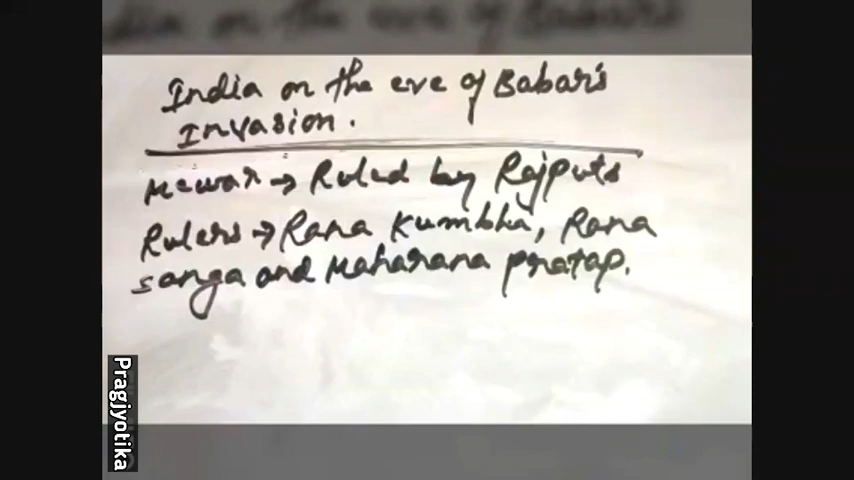 India on the eve of Babar's
Invasion.
Mewar → Ruled by Rajputs
Rulers → Rana Kumbha, Rana
sanga and Maharana pratap.
Pragjyotika